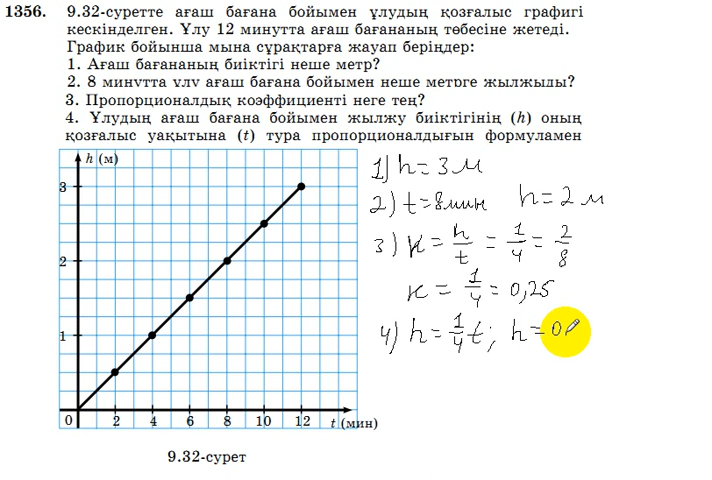 1356. 9.32-суретте ағаш бағана бойымен ұлудың қозғалыс графигі
кескінделген. Ұлу 12 минутта ағаш бағананың төбесіне жетеді.
График бойынша мына сұрақтарға жауап беріңдер:
1. Ағаш бағананың биіктігі неше метр?
2. 8 минутта ұлу ағаш бағана бойымен неше метрге жылжыды?
3. Пропорционалдық коэффициенті неге тең?
4. Ұлудың ағаш бағана бойымен жылжу биіктігінің (h) оның
қозғалыс уақытына (t) тура пропорционалдығын формуламен
h (м)
3
2
1
0 2 4 6 8 10 12 t (мин)
9.32-сурет
1) h = 3 м
2) t = 8 мин h = 2 м
3) к = h/t = 1/4 = 2/8
к = 1/4 = 0,25
4) h = 1/4 t; h = 0